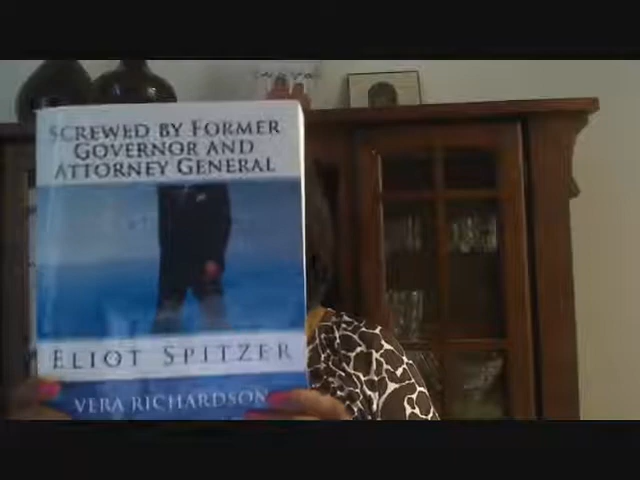 SCREWED BY FORMER
GOVERNOR AND
ATTORNEY GENERAL
ELIOT SPITZER
VERA RICHARDSON